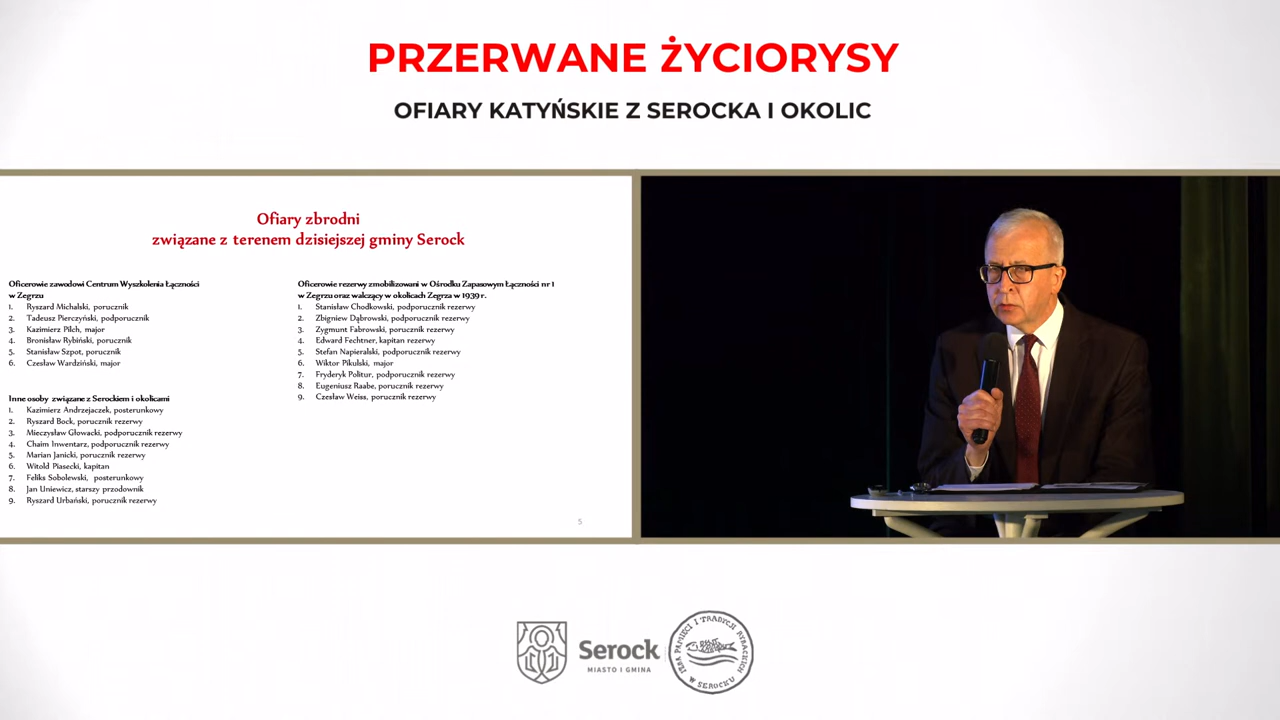 PRZERWANE ŻYCIORYSY
OFIARY KATYŃSKIE Z SEROCKA I OKOLIC
Ofiary zbrodni
związane z terenem dzisiejszej gminy Serock
Oficerowie zawodowi Centrum Wyszkolenia Łączności
w Zegrzu
1. Ryszard Michalski, porucznik
2. Tadeusz Pierczyński, podporucznik
3. Kazimierz Pilch, major
4. Bronisław Rybiński, porucznik
5. Stanisław Szpot, porucznik
6. Czesław Wardziński, major
Inne osoby związane z Serockiem i okolicami
1. Kazimierz Andrzejaczek, posterunkowy
2. Ryszard Bock, porucznik rezerwy
3. Mieczysław Głowacki, podporucznik rezerwy
4. Chaim Inwentarz, podporucznik rezerwy
5. Marian Janicki, porucznik rezerwy
6. Witold Piasecki, kapitan
7. Feliks Sobolewski, posterunkowy
8. Jan Uniewicz, starszy przodownik
9. Ryszard Urbański, porucznik rezerwy
Oficerowie rezerwy zmobilizowani w Ośrodku Zapasowym Łączności nr 1
w Zegrzu oraz walczący w okolicach Zegrza w 1939 r.
1. Stanisław Chodkowski, podporucznik rezerwy
2. Zbigniew Dąbrowski, podporucznik rezerwy
3. Zygmunt Fabrowski, porucznik rezerwy
4. Edward Fechtner, kapitan rezerwy
5. Stefan Napieralski, podporucznik rezerwy
6. Wiktor Pikulski, major
7. Fryderyk Politur, podporucznik rezerwy
8. Eugeniusz Raabe, porucznik rezerwy
9. Czesław Weiss, porucznik rezerwy
5
Serock
MIASTO I GMINA
IZBA PAMIĘCI I TRADYCJI RYBACKICH
W SEROCKU